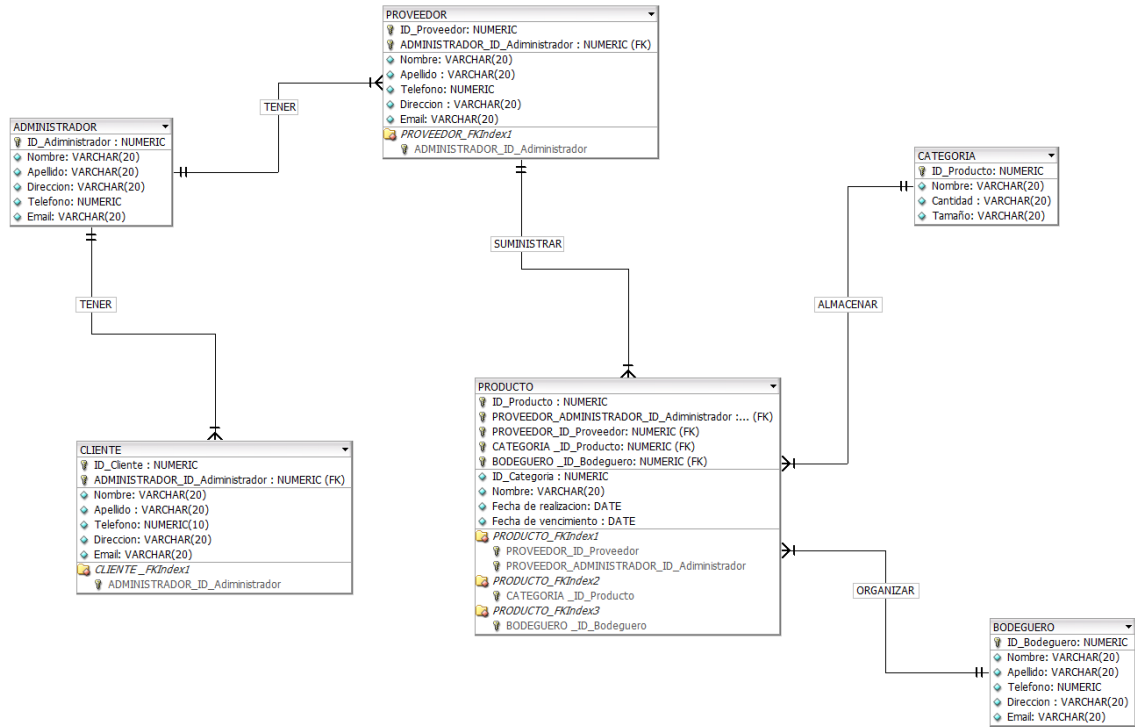 PROVEEDOR
ID_Proveedor: NUMERIC
ADMINISTRADOR_ID_Adiministrador : NUMERIC (FK)
Nombre: VARCHAR(20)
Apellido : VARCHAR(20)
Telefono: NUMERIC
Direccion : VARCHAR(20)
Email: VARCHAR(20)
PROVEEDOR_FKIndex1
ADMINISTRADOR_ID_Adiministrador
TENER
ADMINISTRADOR
ID_Adiministrador : NUMERIC
Nombre: VARCHAR(20)
Apellido: VARCHAR(20)
Direccion: VARCHAR(20)
Telefono: NUMERIC
Email: VARCHAR(20)
CATEGORIA
ID_Producto: NUMERIC
Nombre: VARCHAR(20)
Cantidad : VARCHAR(20)
Tamaño: VARCHAR(20)
SUMINISTRAR
TENER
ALMACENAR
PRODUCTO
ID_Producto : NUMERIC
PROVEEDOR_ADMINISTRADOR_ID_Adiministrador :... (FK)
PROVEEDOR_ID_Proveedor: NUMERIC (FK)
CATEGORIA _ID_Producto: NUMERIC (FK)
BODEGUERO _ID_Bodeguero: NUMERIC (FK)
ID_Categoria : NUMERIC
Nombre: VARCHAR(20)
Fecha de realizacion: DATE
Fecha de vencimiento : DATE
PRODUCTO_FKIndex1
PROVEEDOR_ID_Proveedor
PROVEEDOR_ADMINISTRADOR_ID_Adiministrador
PRODUCTO_FKIndex2
CATEGORIA _ID_Producto
PRODUCTO_FKIndex3
BODEGUERO _ID_Bodeguero
CLIENTE
ID_Cliente : NUMERIC
ADMINISTRADOR_ID_Adiministrador : NUMERIC (FK)
Nombre: VARCHAR(20)
Apellido : VARCHAR(20)
Telefono: NUMERIC(10)
Direccion: VARCHAR(20)
Email: VARCHAR(20)
CLIENTE _FKIndex1
ADMINISTRADOR_ID_Adiministrador
ORGANIZAR
BODEGUERO
ID_Bodeguero: NUMERIC
Nombre: VARCHAR(20)
Apellido: VARCHAR(20)
Telefono: NUMERIC
Direccion : VARCHAR(20)
Email: VARCHAR(20)